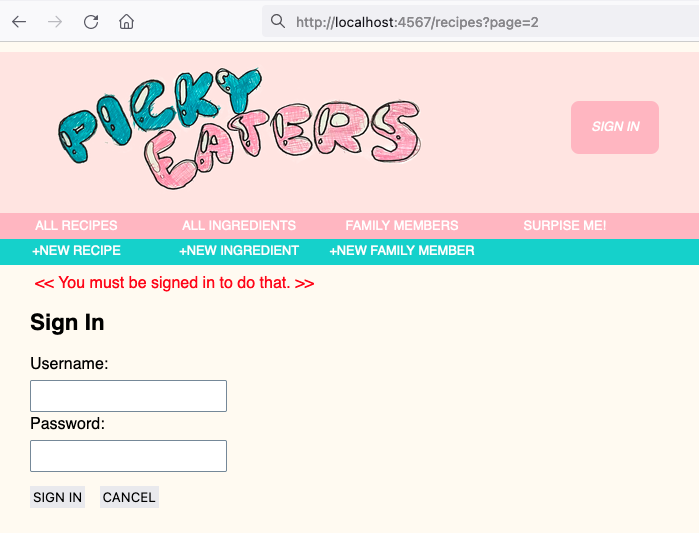 http://localhost:4567/recipes?page=2
PICKY
EATERS
SIGN IN
ALL RECIPES ALL INGREDIENTS FAMILY MEMBERS SURPISE ME!
+NEW RECIPE +NEW INGREDIENT +NEW FAMILY MEMBER
<< You must be signed in to do that. >>
Sign In
Username:
Password:
SIGN IN CANCEL